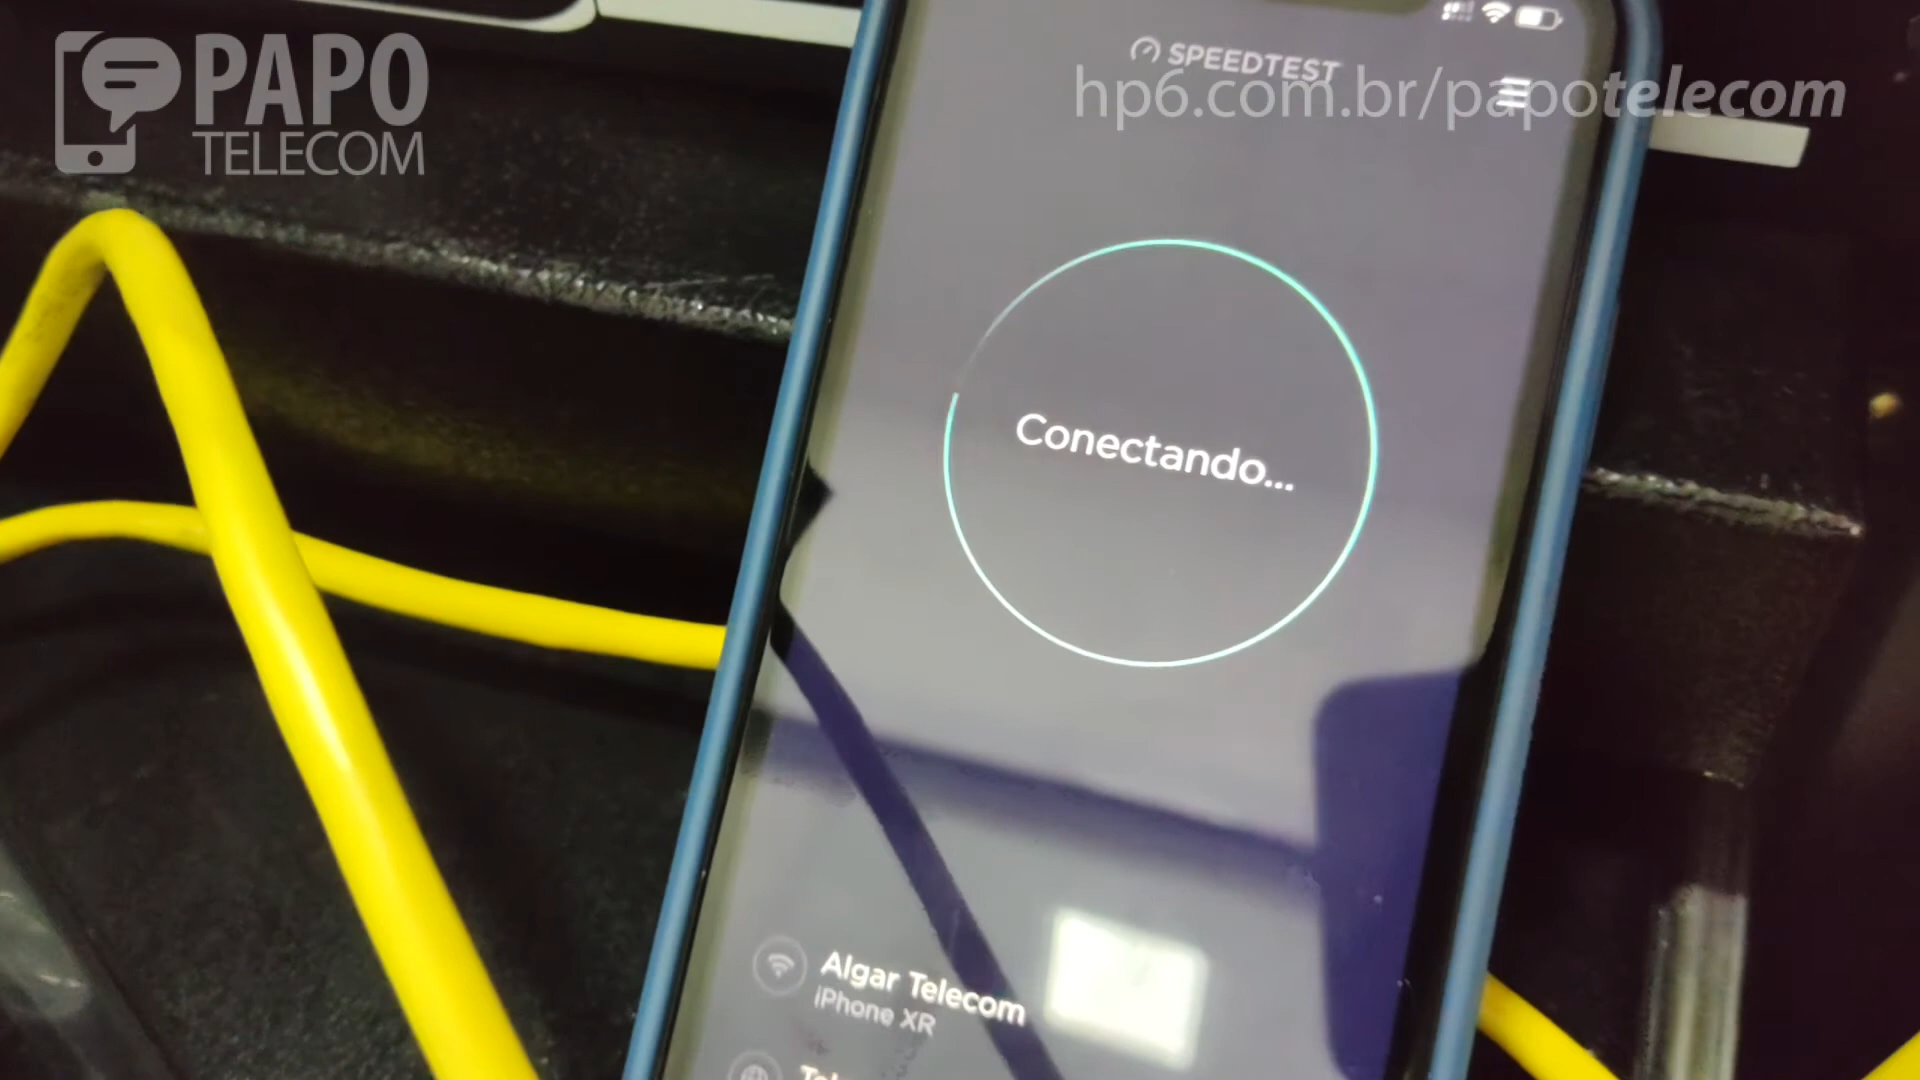 PAPO
TELECOM
SPEEDTEST
hp6.com.br/papotelecom
Conectando...
Algar Telecom
iPhone XR